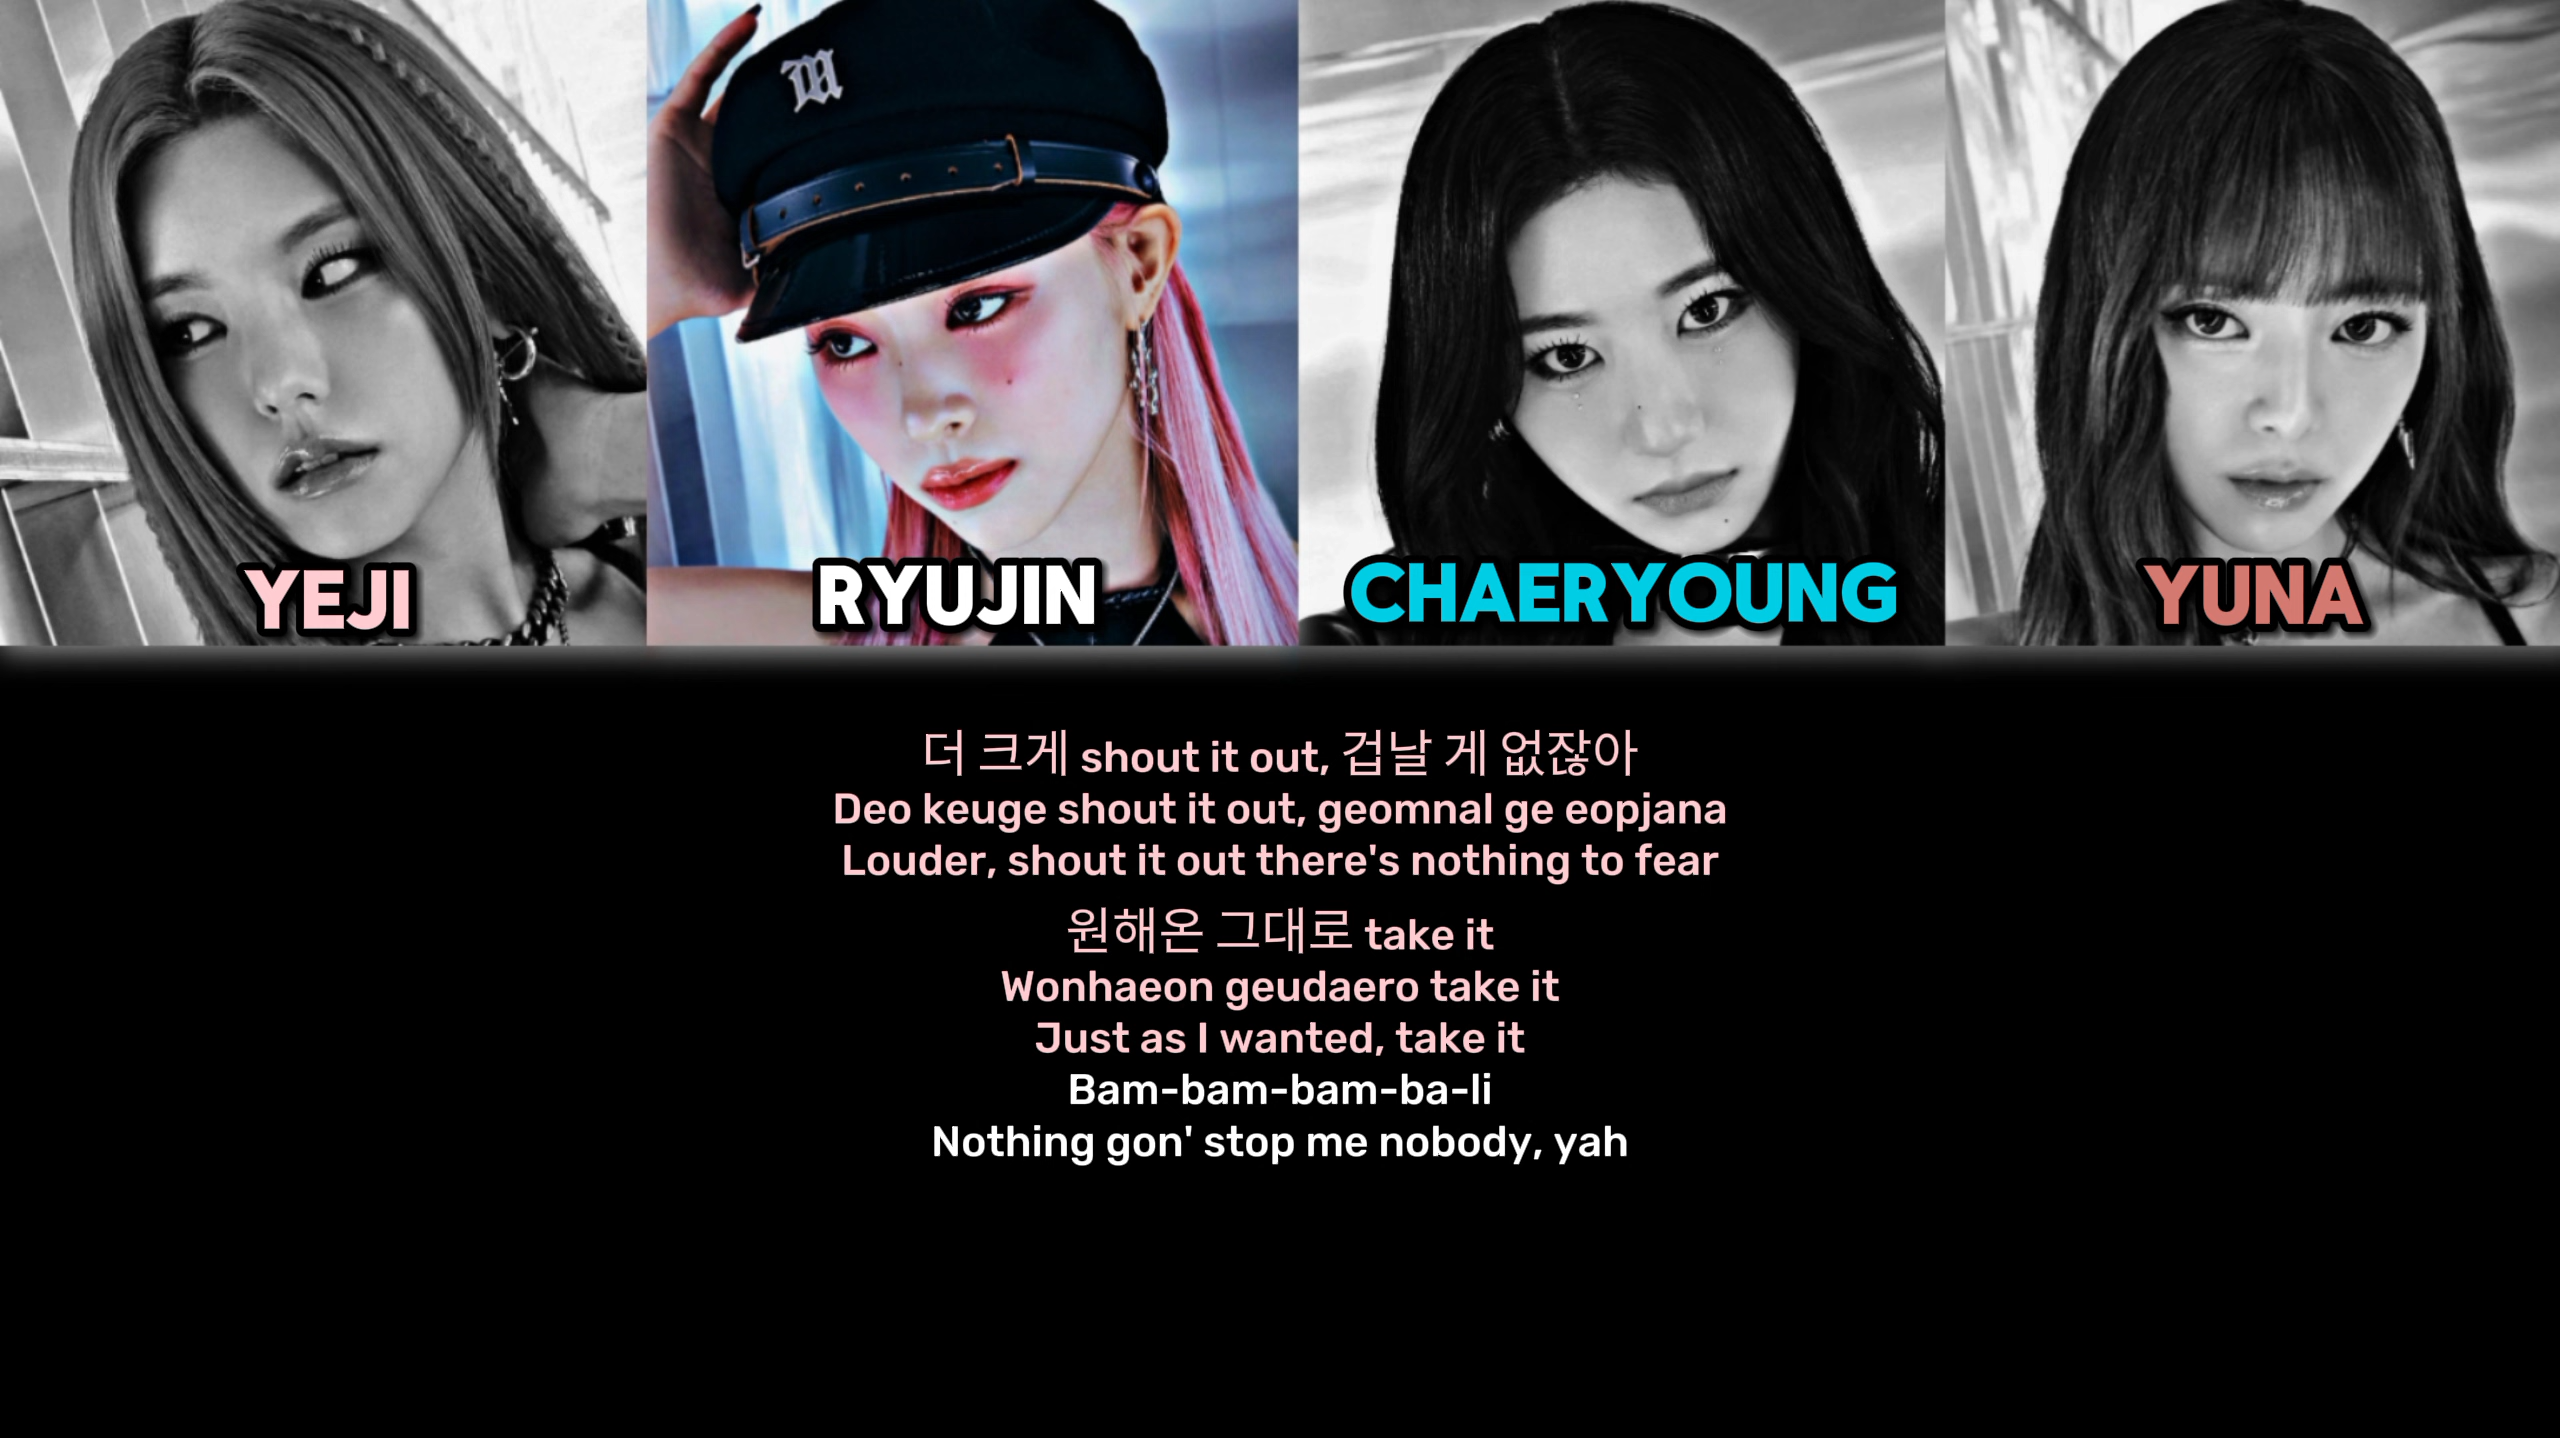 YEJI
RYUJIN
CHAERYOUNG
YUNA
더 크게 shout it out, 겁날 게 없잖아
Deo keuge shout it out, geomnal ge eopjana
Louder, shout it out there's nothing to fear
원해온 그대로 take it
Wonhaeon geudaero take it
Just as I wanted, take it
Bam-bam-bam-ba-li
Nothing gon' stop me nobody, yah